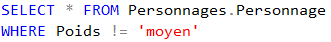 SELECT * FROM Personnages.Personnage
WHERE Poids != 'moyen'